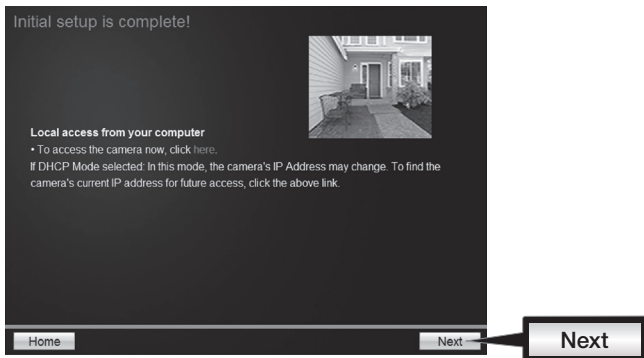 Initial setup is complete!
Local access from your computer
• To access the camera now, click here.
If DHCP Mode selected: In this mode, the camera's IP Address may change. To find the
camera's current IP address for future access, click the above link.
Home
Next
Next